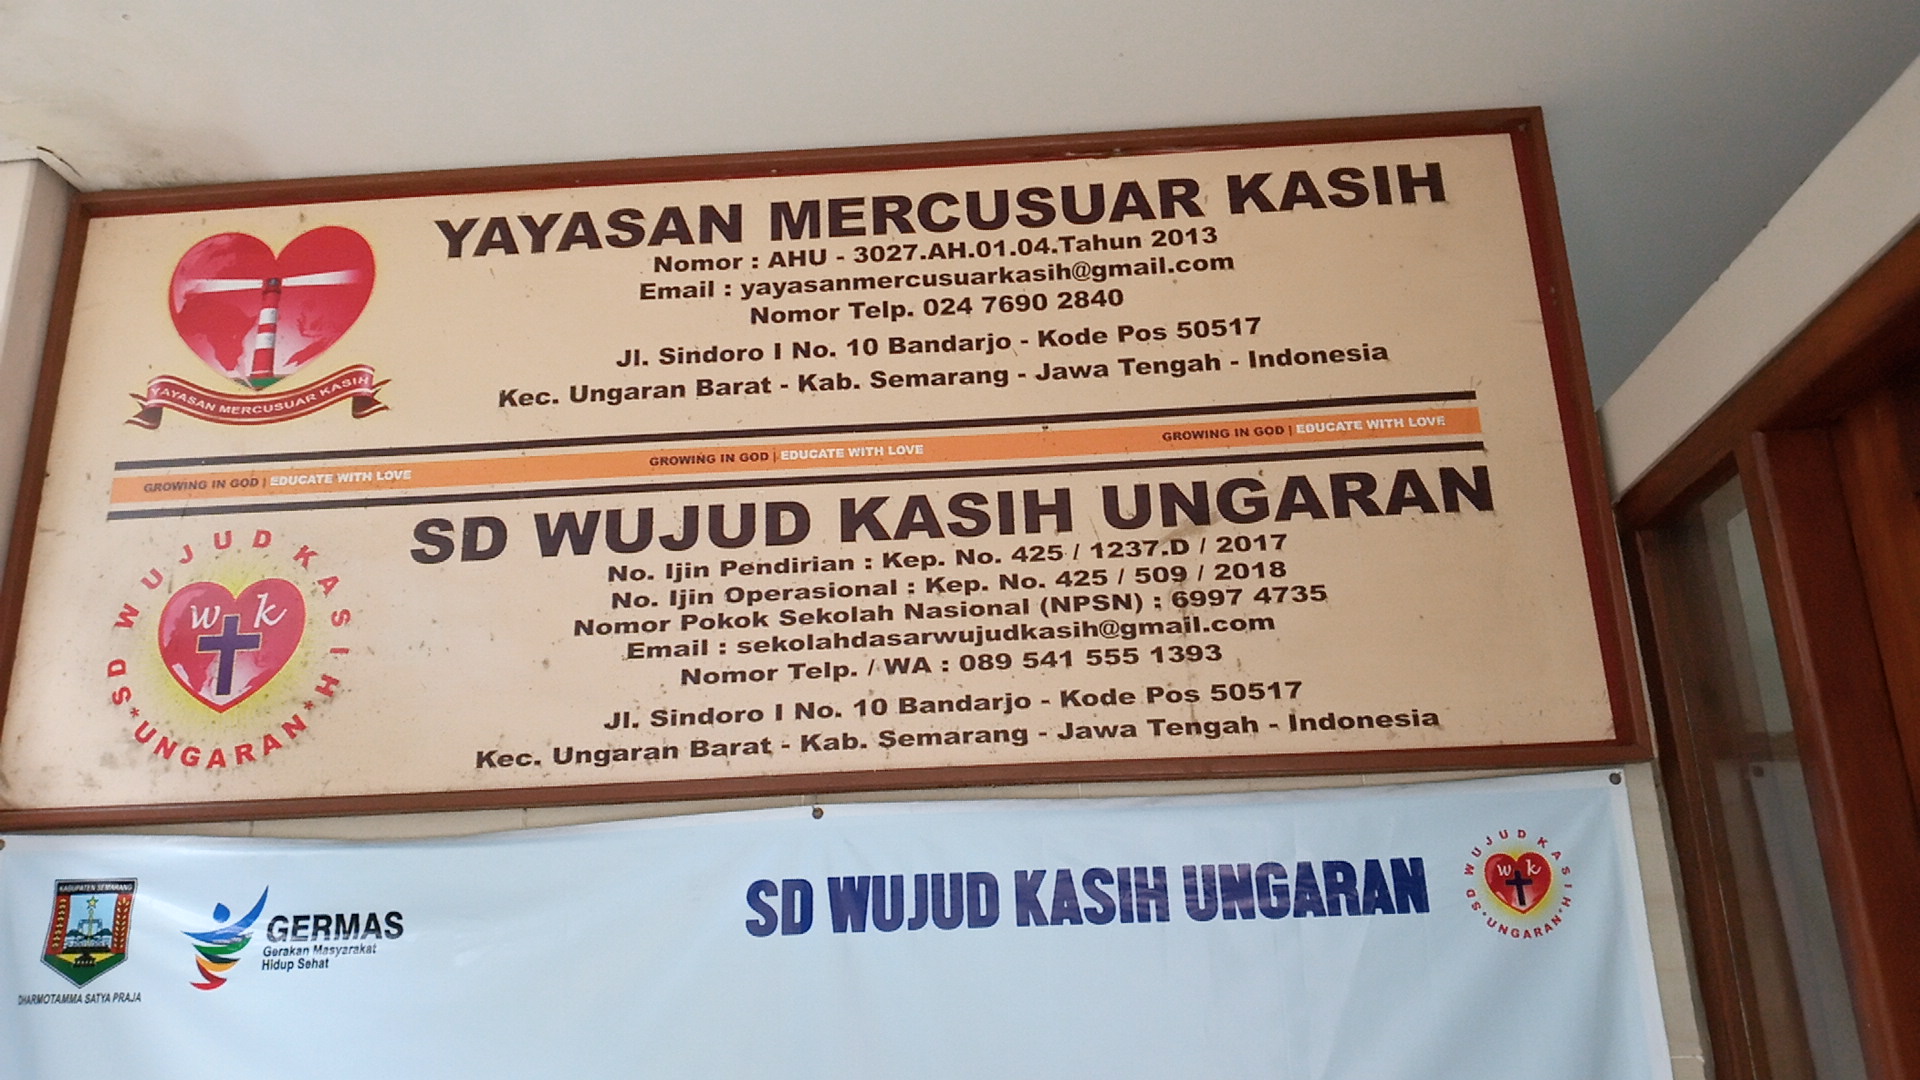 YAYASAN MERCUSUAR KASIH
Nomor : AHU - 3027.AH.01.04.Tahun 2013
Email : yayasanmercusuarkasih@gmail.com
Nomor Telp. 024 7690 2840
Jl. Sindoro I No. 10 Bandarjo - Kode Pos 50517
Kec. Ungaran Barat - Kab. Semarang - Jawa Tengah - Indonesia
YAYASAN MERCUSUAR KASIH
GROWING IN GOD | EDUCATE WITH LOVE GROWING IN GOD | EDUCATE WITH LOVE GROWING IN GOD | EDUCATE WITH LOVE
SD WUJUD KASIH UNGARAN
No. Ijin Pendirian : Kep. No. 425 / 1237.D / 2017
No. Ijin Operasional : Kep. No. 425 / 509 / 2018
Nomor Pokok Sekolah Nasional (NPSN) : 6997 4735
Email : sekolahdasarwujudkasih@gmail.com
Nomor Telp. / WA : 089 541 555 1393
Jl. Sindoro I No. 10 Bandarjo - Kode Pos 50517
Kec. Ungaran Barat - Kab. Semarang - Jawa Tengah - Indonesia
SD WUJUD KASIH
* UNGARAN *
w k
KABUPATEN SEMARANG
DHARMOTAMMA SATYA PRAJA
GERMAS
Gerakan Masyarakat
Hidup Sehat
SD WUJUD KASIH UNGARAN
SD WUJUD KASIH
* UNGARAN *
w k